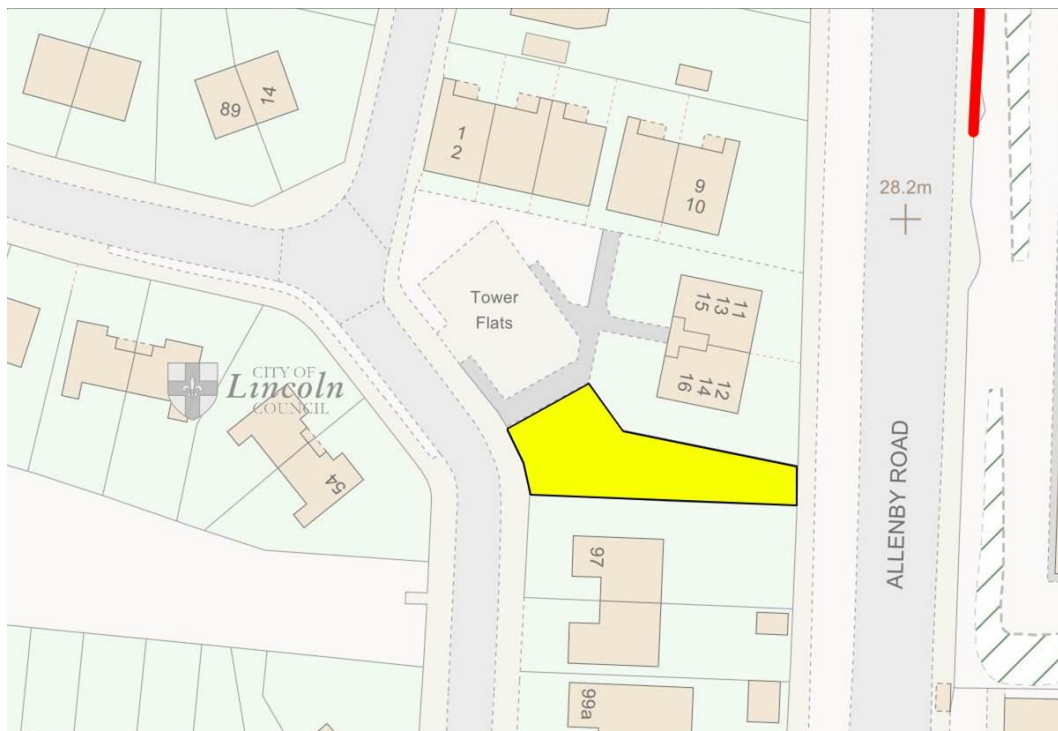 89
14
1
2
9
10
28.2m
Tower
Flats
11
13
15
12
14
16
CITY OF
Lincoln
COUNCIL
54
ALLENBY ROAD
97
99a